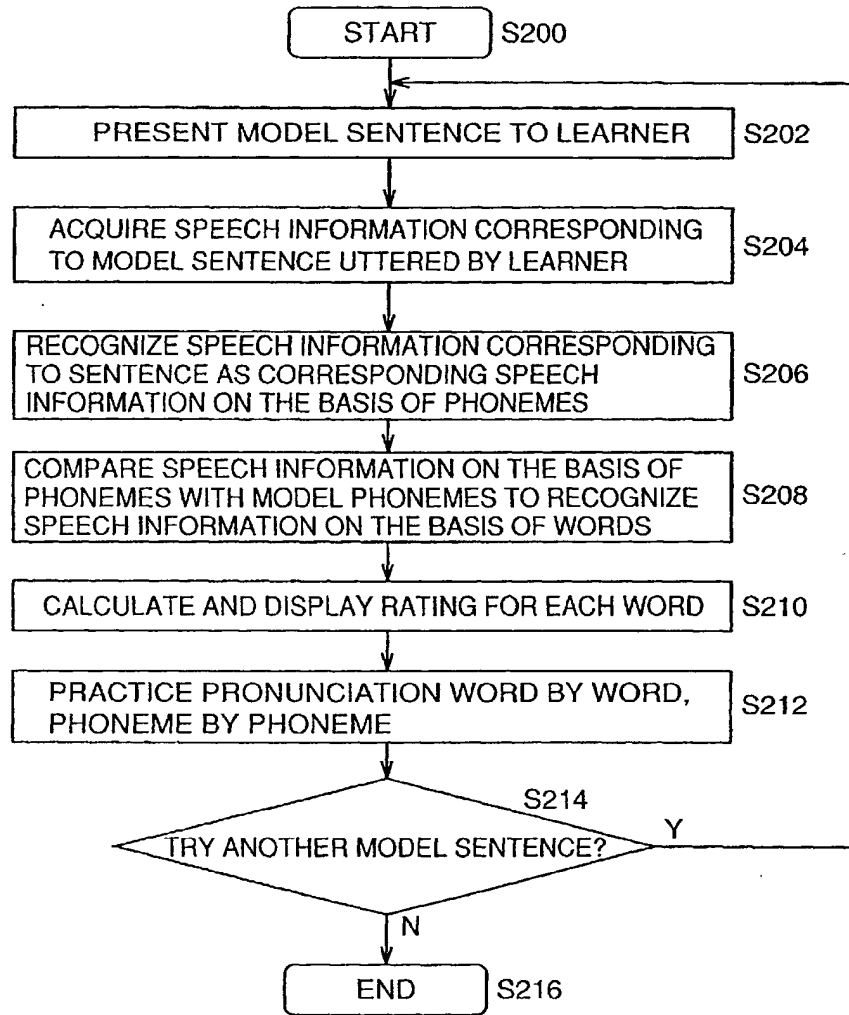 START
S200
PRESENT MODEL SENTENCE TO LEARNER
S202
ACQUIRE SPEECH INFORMATION CORRESPONDING
TO MODEL SENTENCE UTTERED BY LEARNER
S204
RECOGNIZE SPEECH INFORMATION CORRESPONDING
TO SENTENCE AS CORRESPONDING SPEECH
INFORMATION ON THE BASIS OF PHONEMES
S206
COMPARE SPEECH INFORMATION ON THE BASIS OF
PHONEMES WITH MODEL PHONEMES TO RECOGNIZE
SPEECH INFORMATION ON THE BASIS OF WORDS
S208
CALCULATE AND DISPLAY RATING FOR EACH WORD
S210
PRACTICE PRONUNCIATION WORD BY WORD,
PHONEME BY PHONEME
S212
S214
TRY ANOTHER MODEL SENTENCE?
Y
N
END
S216